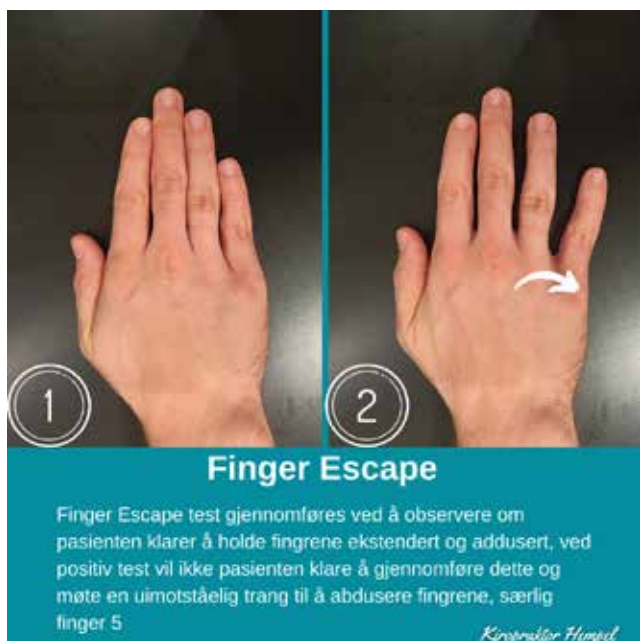 1
2
Finger Escape
Finger Escape test gjennomføres ved å observere om
pasienten klarer å holde fingrene ekstendert og addusert, ved
positiv test vil ikke pasienten klare å gjennomføre dette og
møte en uimotståelig trang til å abdusere fingrene, særlig
finger 5
Kiropraktor